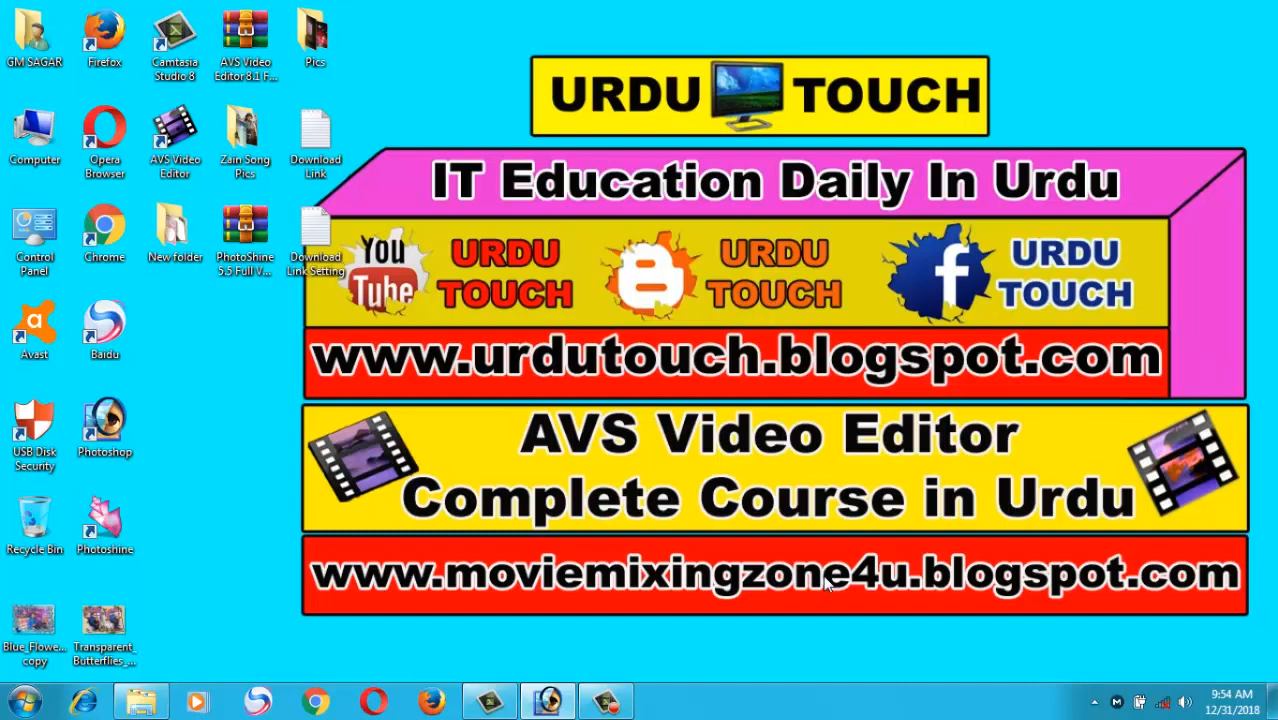 GM SAGAR
Firefox
Camtasia
Studio 8
AVS Video
Editor 8.1 F...
Pics
Computer
Opera
Browser
AVS Video
Editor
Zain Song
Pics
Download
Link
Control
Panel
Chrome
New folder
PhotoShine
5.5 Full V...
Download
Link Setting
Avast
Baidu
USB Disk
Security
Photoshop
Recycle Bin
Photoshine
Blue_Flowe...
copy
Transparent_
Butterflies_...
URDU TOUCH
IT Education Daily In Urdu
You
Tube
URDU
TOUCH
URDU
TOUCH
f
URDU
TOUCH
www.urdutouch.blogspot.com
AVS Video Editor
Complete Course in Urdu
www.moviemixingzone4u.blogspot.com
9:54 AM
12/31/2018